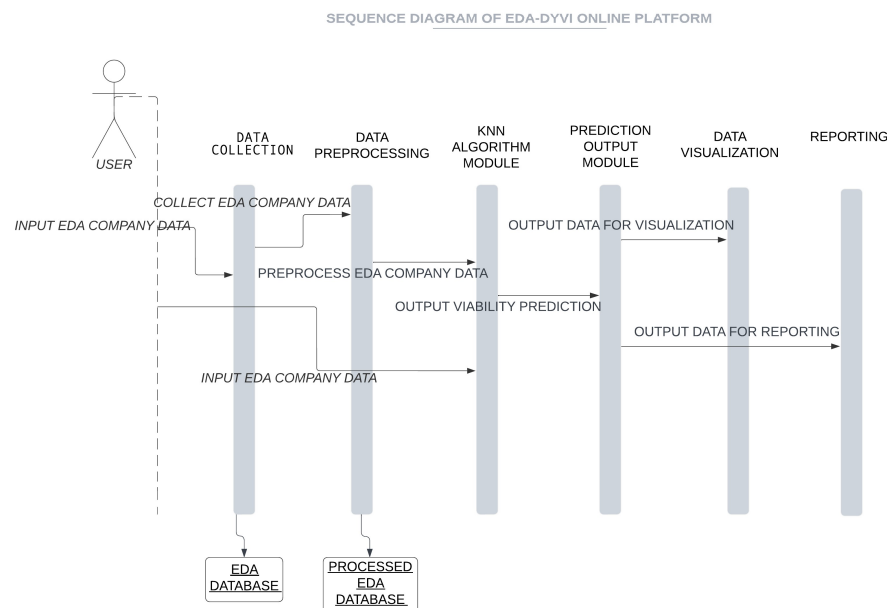 SEQUENCE DIAGRAM OF EDA-DYVI ONLINE PLATFORM
USER
DATA
COLLECTION
DATA
PREPROCESSING
KNN
ALGORITHM
MODULE
PREDICTION
OUTPUT
MODULE
DATA
VISUALIZATION
REPORTING
COLLECT EDA COMPANY DATA
INPUT EDA COMPANY DATA
OUTPUT DATA FOR VISUALIZATION
PREPROCESS EDA COMPANY DATA
OUTPUT VIABILITY PREDICTION
OUTPUT DATA FOR REPORTING
INPUT EDA COMPANY DATA
EDA
DATABASE
PROCESSED
EDA
DATABASE